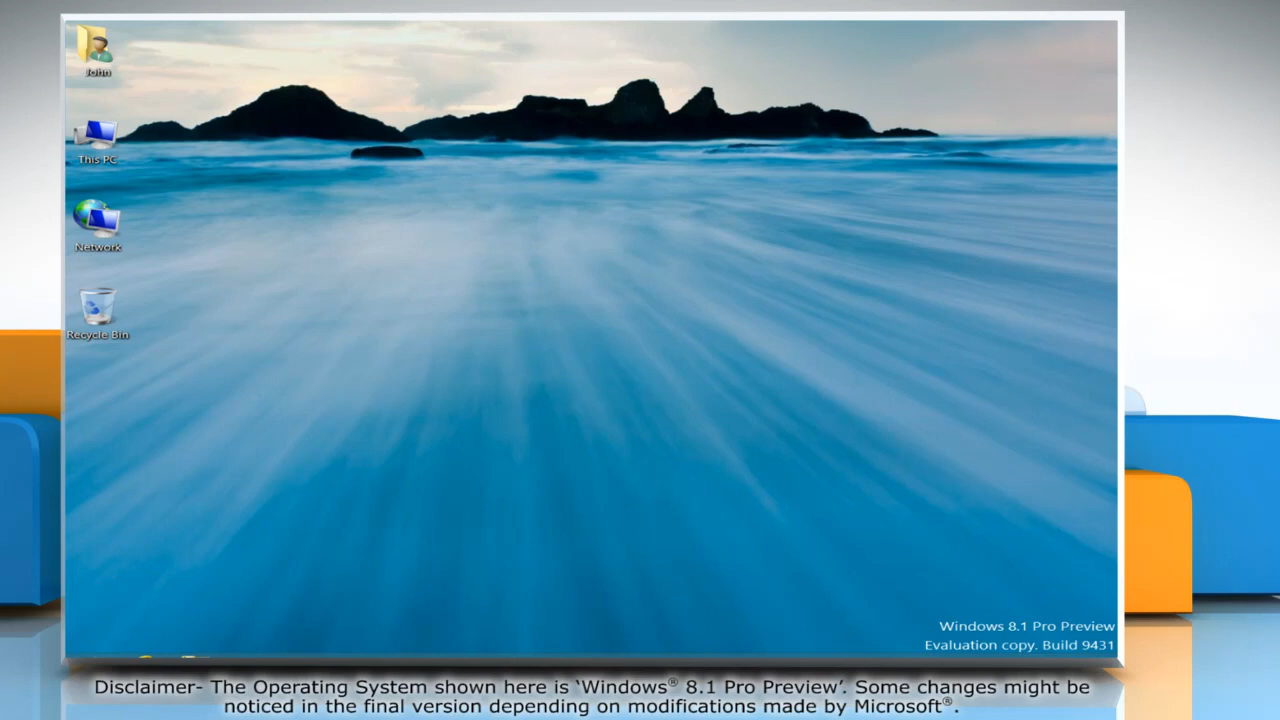 John
This PC
Network
Recycle Bin
Windows 8.1 Pro Preview
Evaluation copy. Build 9431
Disclaimer- The Operating System shown here is ‘Windows® 8.1 Pro Preview’. Some changes might be
noticed in the final version depending on modifications made by Microsoft®.